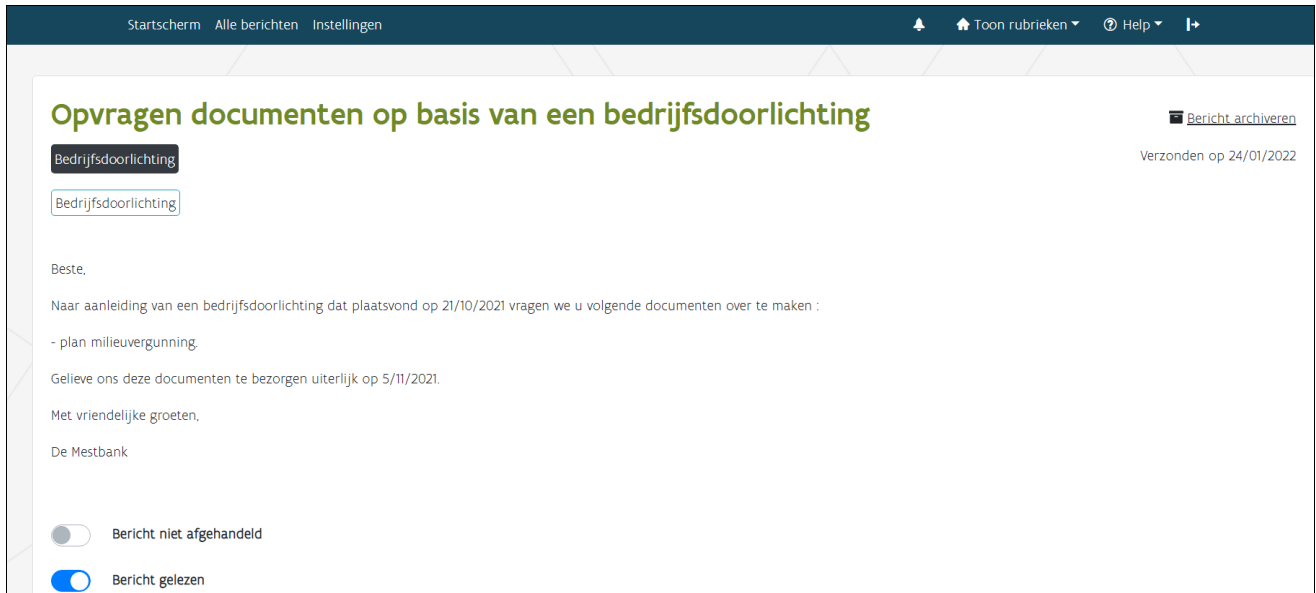 Startscherm Alle berichten Instellingen Toon rubrieken Help
Opvragen documenten op basis van een bedrijfsdoorlichting
Bericht archiveren
Bedrijfsdoorlichting
Verzonden op 24/01/2022
Bedrijfsdoorlichting
Beste,
Naar aanleiding van een bedrijfsdoorlichting dat plaatsvond op 21/10/2021 vragen we u volgende documenten over te maken :
- plan milieuvergunning.
Gelieve ons deze documenten te bezorgen uiterlijk op 5/11/2021.
Met vriendelijke groeten,
De Mestbank
Bericht niet afgehandeld
Bericht gelezen